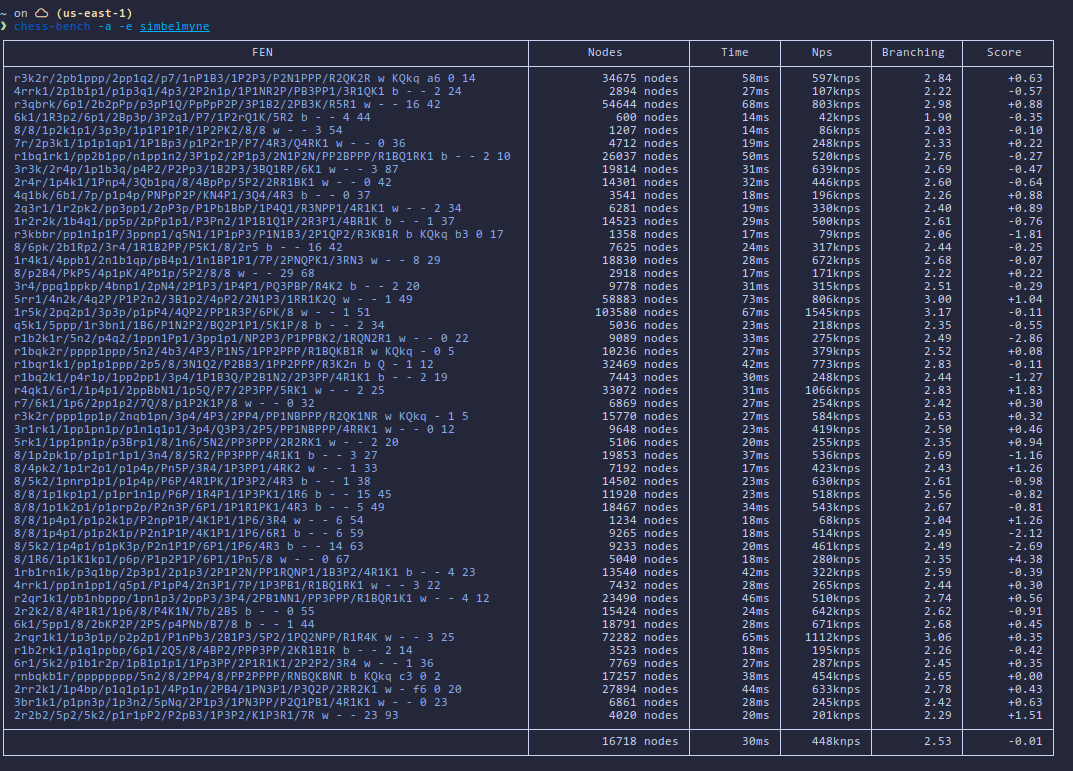 ~ on ☁ (us-east-1)
❯ chess-bench -a -e simbelmyne
FEN Nodes Time Nps Branching Score
r3k2r/2pb1ppp/2pp1q2/p7/1nP1B3/1P2P3/P2N1PPP/R2QK2R w KQkq a6 0 14 34675 nodes 58ms 597knps 2.84 +0.63
4rrk1/2p1b1p1/p1p3q1/4p3/2P2n1p/1P1NR2P/PB3PP1/3R1QK1 b - - 2 24 2894 nodes 27ms 107knps 2.22 -0.57
r3qbrk/6p1/2b2pPp/p3pP1Q/PpPpP2P/3P1B2/2PB3K/R5R1 w - - 16 42 54644 nodes 68ms 803knps 2.98 +0.88
6k1/1R3p2/6p1/2Bp3p/3P2q1/P7/1P2rQ1K/5R2 b - - 4 44 600 nodes 14ms 42knps 1.90 -0.35
8/8/1p2k1p1/3p3p/1p1P1P1P/1P2PK2/8/8 w - - 3 54 1207 nodes 14ms 86knps 2.03 -0.10
7r/2p3k1/1p1p1qp1/1P1Bp3/p1P2r1P/P7/4R3/Q4RK1 w - - 0 36 4712 nodes 19ms 248knps 2.33 +0.22
r1bq1rk1/pp2b1pp/n1pp1n2/3P1p2/2P1p3/2N1P2N/PP2BPPP/R1BQ1RK1 b - - 2 10 26037 nodes 50ms 520knps 2.76 -0.27
3r3k/2r4p/1p1b3q/p4P2/P2Pp3/1B2P3/3BQ1RP/6K1 w - - 3 87 19814 nodes 31ms 639knps 2.69 -0.47
2r4r/1p4k1/1Pnp4/3Qb1pq/8/4BpPp/5P2/2RR1BK1 w - - 0 42 14301 nodes 32ms 446knps 2.60 -0.64
4q1bk/6b1/7p/p1p4p/PNPpP2P/KN4P1/3Q4/4R3 b - - 0 37 3541 nodes 18ms 196knps 2.26 +0.88
2q3r1/1r2pk2/pp3pp1/2pP3p/P1Pb1BbP/1P4Q1/R3NPP1/4R1K1 w - - 2 34 6281 nodes 19ms 330knps 2.40 +0.89
1r2r2k/1b4q1/pp5p/2pPp1p1/P3Pn2/1P1B1Q1P/2R3P1/4BR1K b - - 1 37 14523 nodes 29ms 500knps 2.61 -0.76
r3kbbr/pp1n1p1P/3ppnp1/q5N1/1P1pP3/P1N1B3/2P1QP2/R3KB1R b KQkq b3 0 17 1358 nodes 17ms 79knps 2.06 -1.81
8/6pk/2b1Rp2/3r4/1R1B2PP/P5K1/8/2r5 b - - 16 42 7625 nodes 24ms 317knps 2.44 -0.25
1r4k1/4ppb1/2n1b1qp/pB4p1/1n1BP1P1/7P/2PNQPK1/3RN3 w - - 8 29 18830 nodes 28ms 672knps 2.68 -0.07
8/p2B4/PkP5/4p1pK/4Pb1p/5P2/8/8 w - - 29 68 2918 nodes 17ms 171knps 2.22 +0.22
3r4/ppq1ppkp/4bnp1/2pN4/2P1P3/1P4P1/PQ3PBP/R4K2 b - - 2 20 9778 nodes 31ms 315knps 2.51 -0.29
5rr1/4n2k/4q2P/P1P2n2/3B1p2/4pP2/2N1P3/1RR1K2Q w - - 1 49 58883 nodes 73ms 806knps 3.00 +1.04
1r5k/2pq2p1/3p3p/p1pP4/4QP2/PP1R3P/6PK/8 w - - 1 51 103580 nodes 67ms 1545knps 3.17 -0.11
q5k1/5ppp/1r3bn1/1B6/P1N2P2/BQ2P1P1/5K1P/8 b - - 2 34 5036 nodes 23ms 218knps 2.35 -0.55
r1b2k1r/5n2/p4q2/1ppn1Pp1/3pp1p1/NP2P3/P1PPBK2/1RQN2R1 w - - 0 22 9089 nodes 33ms 275knps 2.49 -2.86
r1bqk2r/pppp1ppp/5n2/4b3/4P3/P1N5/1PP2PPP/R1BQKB1R w KQkq - 0 5 10236 nodes 27ms 379knps 2.52 +0.08
r1bqr1k1/pp1p1ppp/2p5/8/3N1Q2/P2BB3/1PP2PPP/R3K2n b Q - 1 12 32469 nodes 42ms 773knps 2.83 -0.11
r1bq2k1/p4r1p/1pp2pp1/3p4/1P1B3Q/P2B1N2/2P3PP/4R1K1 b - - 2 19 7443 nodes 30ms 248knps 2.44 -1.27
r4qk1/6r1/1p4p1/2ppBbN1/1p5Q/P7/2P3PP/5RK1 w - - 2 25 33072 nodes 31ms 1066knps 2.83 +1.83
r7/6k1/1p6/2pp1p2/7Q/8/p1P2K1P/8 w - - 0 32 6869 nodes 27ms 254knps 2.42 +0.30
r3k2r/ppp1pp1p/2nqb1pn/3p4/4P3/2PP4/PP1NBPPP/R2QK1NR w KQkq - 1 5 15770 nodes 27ms 584knps 2.63 +0.32
3r1rk1/1pp1pn1p/p1n1q1p1/3p4/Q3P3/2P5/PP1NBPPP/4RRK1 w - - 0 12 9648 nodes 23ms 419knps 2.50 +0.46
5rk1/1pp1pn1p/p3Brp1/8/1n6/5N2/PP3PPP/2R2RK1 w - - 2 20 5106 nodes 20ms 255knps 2.35 +0.94
8/1p2pk1p/p1p1r1p1/3n4/8/5R2/PP3PPP/4R1K1 b - - 3 27 19853 nodes 37ms 536knps 2.69 -1.16
8/4pk2/1p1r2p1/p1p4p/Pn5P/3R4/1P3PP1/4RK2 w - - 1 33 7192 nodes 17ms 423knps 2.43 +1.26
8/5k2/1pnrp1p1/p1p4p/P6P/4R1PK/1P3P2/4R3 b - - 1 38 14502 nodes 23ms 630knps 2.61 -0.98
8/8/1p1kp1p1/p1pr1n1p/P6P/1R4P1/1P3PK1/1R6 b - - 15 45 11920 nodes 23ms 518knps 2.56 -0.82
8/8/1p1k2p1/p1prp2p/P2n3P/6P1/1P1R1PK1/4R3 b - - 5 49 18467 nodes 34ms 543knps 2.67 -0.81
8/8/1p4p1/p1p2k1p/P2npP1P/4K1P1/1P6/3R4 w - - 6 54 1234 nodes 18ms 68knps 2.04 +1.26
8/8/1p4p1/p1p2k1p/P2n1P1P/4K1P1/1P6/6R1 b - - 6 59 9265 nodes 18ms 514knps 2.49 -2.12
8/5k2/1p4p1/p1pK3p/P2n1P1P/6P1/1P6/4R3 b - - 14 63 9233 nodes 20ms 461knps 2.49 -2.69
8/1R6/1p1K1kp1/p6p/P1p2P1P/6P1/1Pn5/8 w - - 0 67 5040 nodes 18ms 280knps 2.35 +4.38
1rb1rn1k/p3q1bp/2p3p1/2p1p3/2P1P2N/PP1RQNP1/1B3P2/4R1K1 b - - 4 23 13540 nodes 42ms 322knps 2.59 -0.39
4rrk1/pp1n1pp1/q5p1/P1pP4/2n3P1/7P/1P3PB1/R1BQ1RK1 w - - 3 22 7432 nodes 28ms 265knps 2.44 +0.30
r2qr1k1/pb1nbppp/1pn1p3/2ppP3/3P4/2PB1NN1/PP3PPP/R1BQR1K1 w - - 4 12 23490 nodes 46ms 510knps 2.74 +0.56
2r2k2/8/4P1R1/1p6/8/P4K1N/7b/2B5 b - - 0 55 15424 nodes 24ms 642knps 2.62 -0.91
6k1/5pp1/8/2bKP2P/2P5/p4PNb/B7/8 b - - 1 44 18791 nodes 28ms 671knps 2.68 +0.45
2rqr1k1/1p3p1p/p2p2p1/P1nPb3/2B1P3/5P2/1PQ2NPP/R1R4K w - - 3 25 72282 nodes 65ms 1112knps 3.06 +0.35
r1b2rk1/p1q1ppbp/6p1/2Q5/8/4BP2/PPP3PP/2KR1B1R b - - 2 14 3523 nodes 18ms 195knps 2.26 -0.42
6r1/5k2/p1b1r2p/1pB1p1p1/1Pp3PP/2P1R1K1/2P2P2/3R4 w - - 1 36 7769 nodes 27ms 287knps 2.45 +0.35
rnbqkb1r/pppppppp/5n2/8/2PP4/8/PP2PPPP/RNBQKBNR b KQkq c3 0 2 17257 nodes 38ms 454knps 2.65 +0.00
2rr2k1/1p4bp/p1q1p1p1/4Pp1n/2PB4/1PN3P1/P3Q2P/2RR2K1 w - f6 0 20 27894 nodes 44ms 633knps 2.78 +0.43
3br1k1/p1pn3p/1p3n2/5pNq/2P1p3/1PN3PP/P2Q1PB1/4R1K1 w - - 0 23 6861 nodes 28ms 245knps 2.42 +0.63
2r2b2/5p2/5k2/p1r1pP2/P2pB3/1P3P2/K1P3R1/7R w - - 23 93 4020 nodes 20ms 201knps 2.29 +1.51
16718 nodes 30ms 448knps 2.53 -0.01